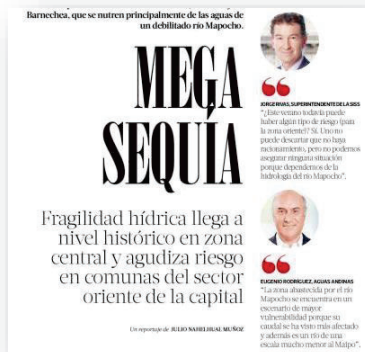 Barnechea, que se nutren principalmente de las aguas de
un debilitado río Mapocho.
MEGA
SEQUÍA
Fragilidad hídrica llega a
nivel histórico en zona
central y agudiza riesgo
en comunas del sector
oriente de la capital
Un reportaje de JULIO NAHUELHUAL MUÑOZ
JORGE RIVAS, SUPERINTENDENTE DE LA SISS
"¿Este verano todavía puede
haber algún tipo de riesgo (para
la zona oriente)? Sí. Uno no
puede descartar que no haya
racionamiento, pero no podemos
asegurar ninguna situación
porque dependemos de la
hidrología del río Mapocho".
EUGENIO RODRÍGUEZ, AGUAS ANDINAS
"La zona abastecida por el río
Mapocho se encuentra en un
escenario de mayor
vulnerabilidad porque su
caudal se ha visto más afectado
y además es un río de una
escala mucho menor al Maipo".